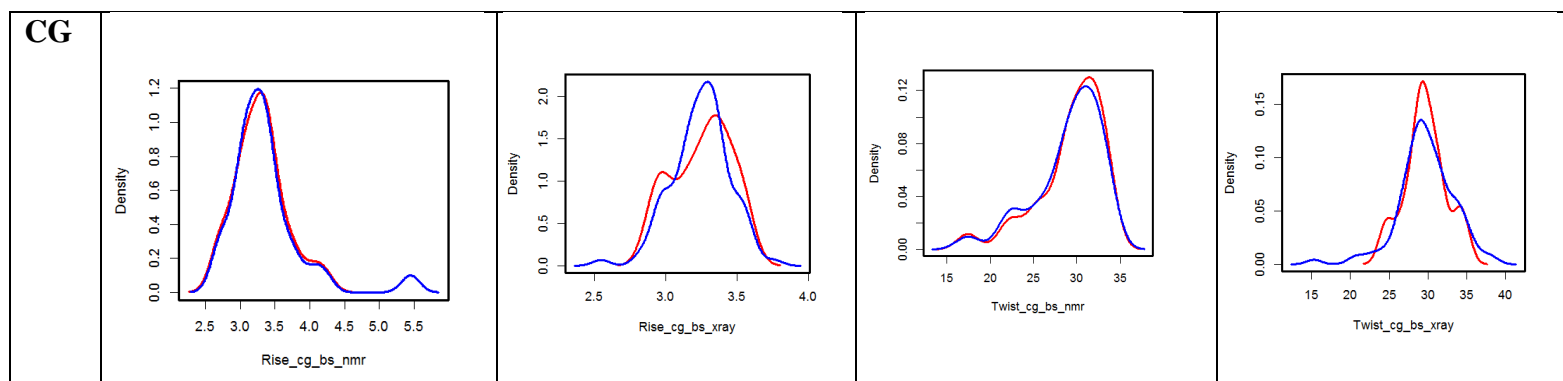 CG
Density
0.0 0.2 0.4 0.6 0.8 1.0 1.2
2.5 3.0 3.5 4.0 4.5 5.0 5.5
Rise_cg_bs_nmr
Density
0.0 0.5 1.0 1.5 2.0
2.5 3.0 3.5 4.0
Rise_cg_bs_xray
Density
0.00 0.04 0.08 0.12
15 20 25 30 35
Twist_cg_bs_nmr
Density
0.00 0.05 0.10 0.15
15 20 25 30 35 40
Twist_cg_bs_xray